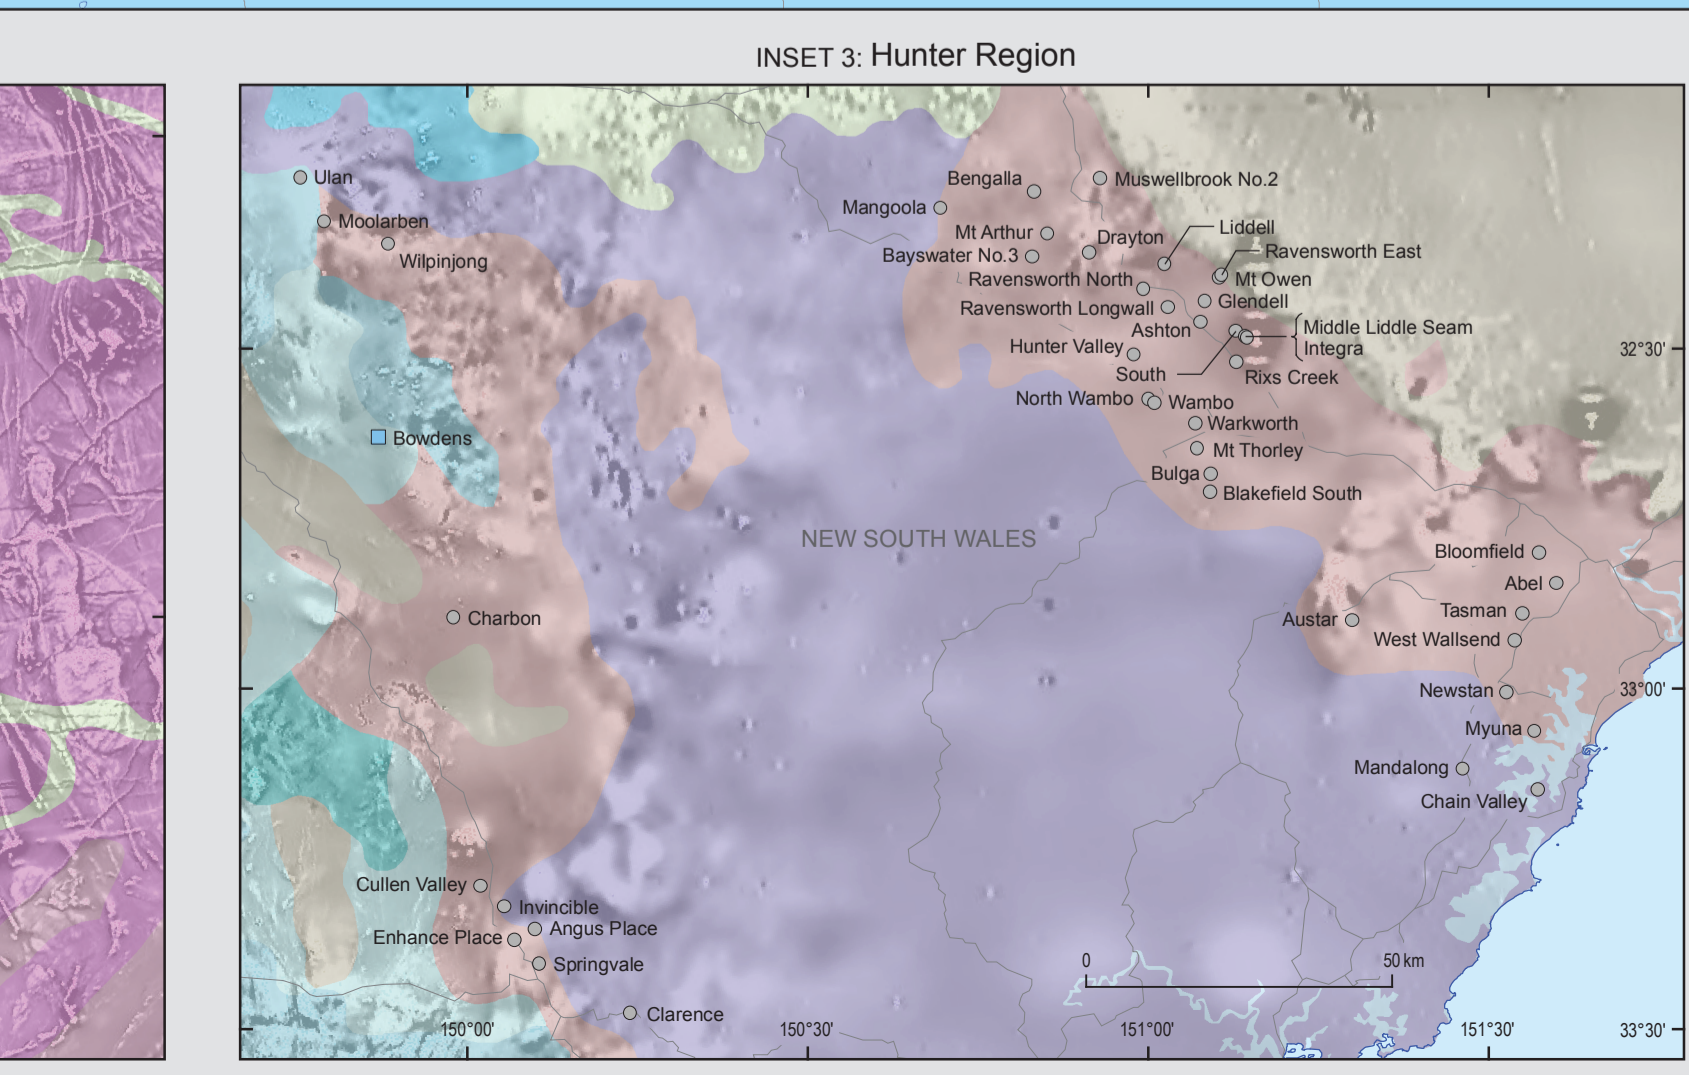 INSET 3: Hunter Region
Ulan
Bengalla
Muswellbrook No.2
Mangoola
Moolarben
Liddell
Mt Arthur
Drayton
Ravensworth East
Bayswater No.3
Wilpinjong
Ravensworth North
Mt Owen
Glendell
Ravensworth Longwall
Ashton
Middle Liddle Seam
Integra
Hunter Valley
32°30'
South
Rixs Creek
North Wambo
Wambo
Warkworth
Bowdens
Mt Thorley
Bulga
Blakefield South
NEW SOUTH WALES
Bloomfield
Abel
Tasman
Charbon
Austar
West Wallsend
Newstan
33°00'
Myuna
Mandalong
Chain Valley
Cullen Valley
Invincible
Angus Place
Enhance Place
Springvale
0 50 km
Clarence
150°00' 150°30' 151°00' 151°30' 33°30'